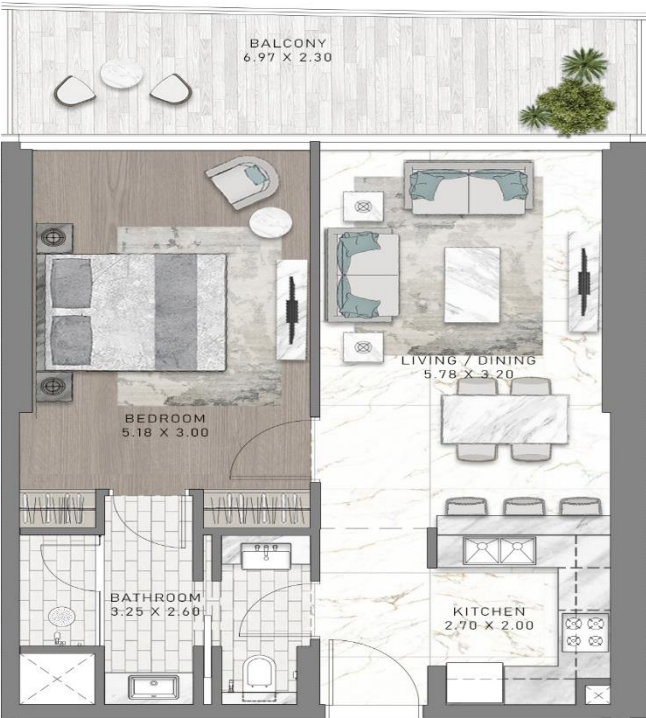 BALCONY
6.97 X 2.30
LIVING / DINING
5.78 X 3.20
BEDROOM
5.18 X 3.00
BATHROOM
3.25 X 2.60
KITCHEN
2.70 X 2.00